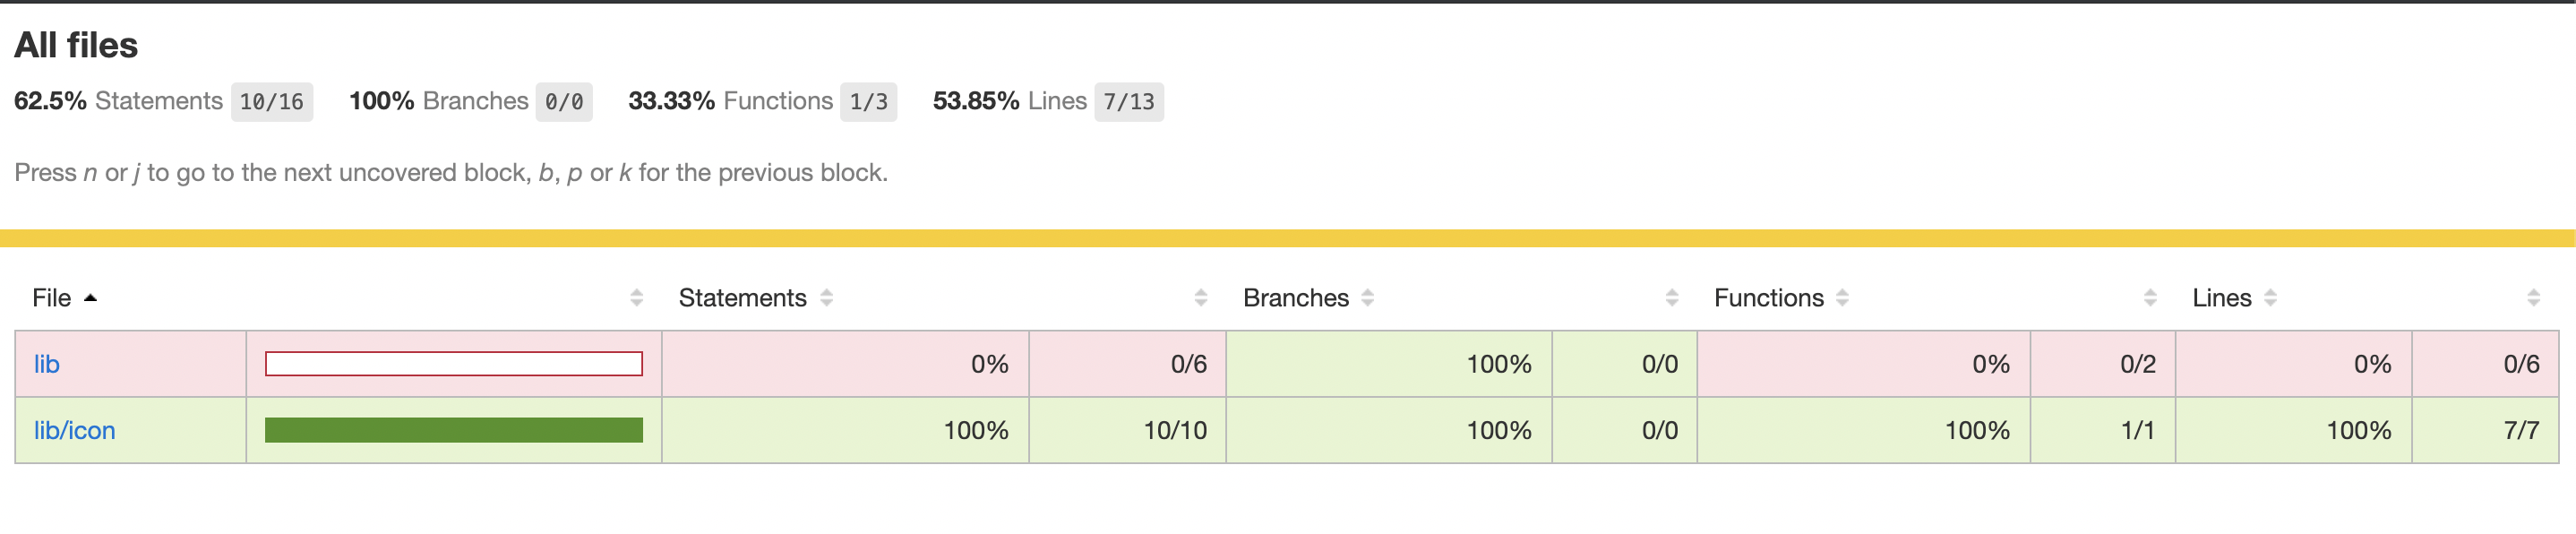 All files
62.5% Statements 10/16 100% Branches 0/0 33.33% Functions 1/3 53.85% Lines 7/13
Press n or j to go to the next uncovered block, b, p or k for the previous block.
File Statements Branches Functions Lines
lib 0% 0/6 100% 0/0 0% 0/2 0% 0/6
lib/icon 100% 10/10 100% 0/0 100% 1/1 100% 7/7